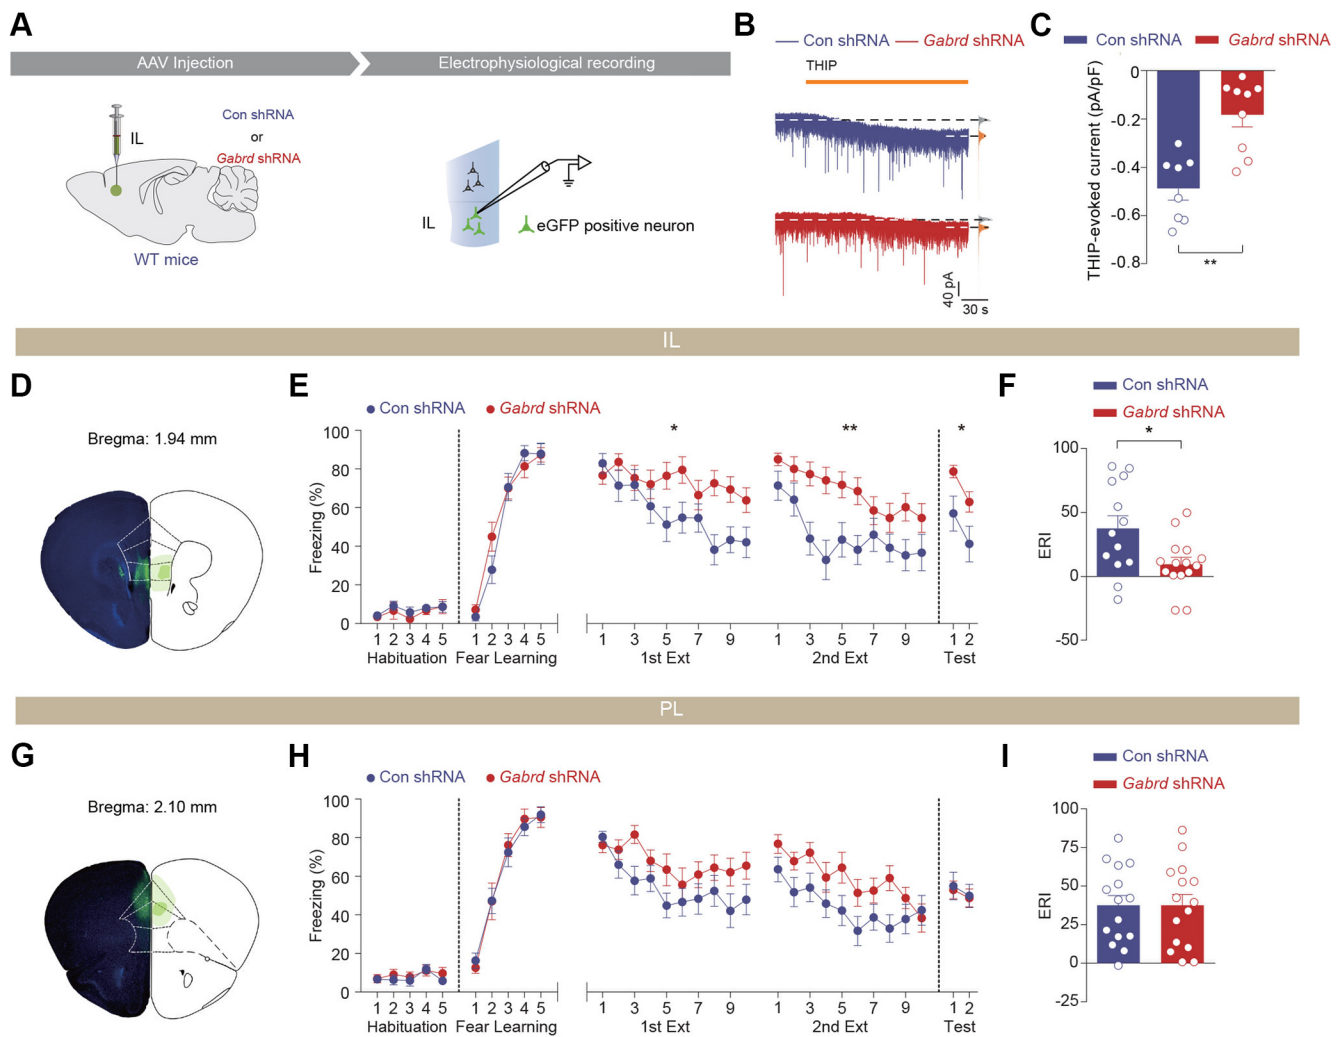 A
AAV Injection
Electrophysiological recording
IL
Con shRNA
or
Gabrd shRNA
WT mice
IL
eGFP positive neuron
B
Con shRNA
Gabrd shRNA
THIP
40 pA
30 s
C
Con shRNA
Gabrd shRNA
THIP-evoked current (pA/pF)
0
-0.2
-0.4
-0.6
-0.8
**
IL
D
Bregma: 1.94 mm
E
Con shRNA
Gabrd shRNA
Freezing (%)
100
80
60
40
20
0
*
**
*
1 2 3 4 5 1 2 3 4 5 1 3 5 7 9 1 3 5 7 9 1 2
Habituation Fear Learning 1st Ext 2nd Ext Test
F
Con shRNA
Gabrd shRNA
*
ERI
100
50
0
-50
PL
G
Bregma: 2.10 mm
H
Con shRNA
Gabrd shRNA
Freezing (%)
100
80
60
40
20
0
1 2 3 4 5 1 2 3 4 5 1 3 5 7 9 1 3 5 7 9 1 2
Habituation Fear Learning 1st Ext 2nd Ext Test
I
Con shRNA
Gabrd shRNA
ERI
100
75
50
25
0
-25